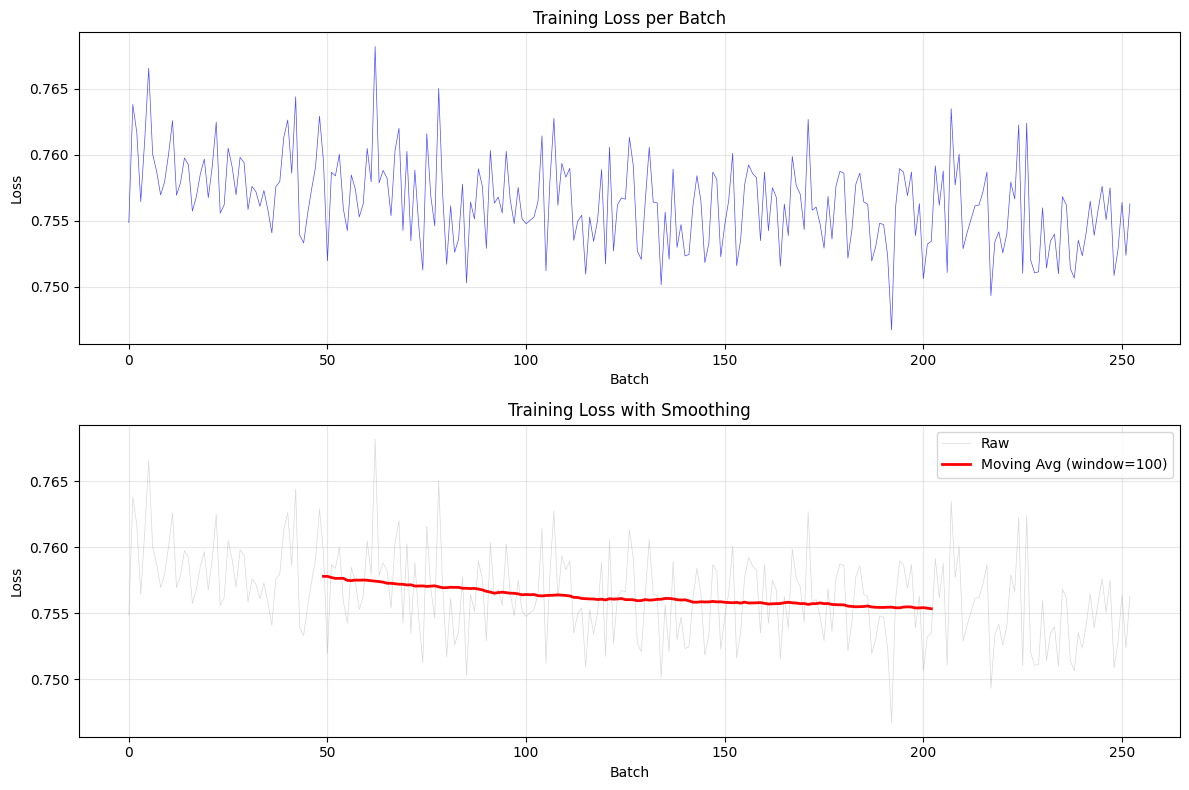 Training Loss per Batch
Loss
0.765
0.760
0.755
0.750
0 50 100 150 200 250
Batch
Training Loss with Smoothing
Raw
Moving Avg (window=100)
Loss
0.765
0.760
0.755
0.750
0 50 100 150 200 250
Batch